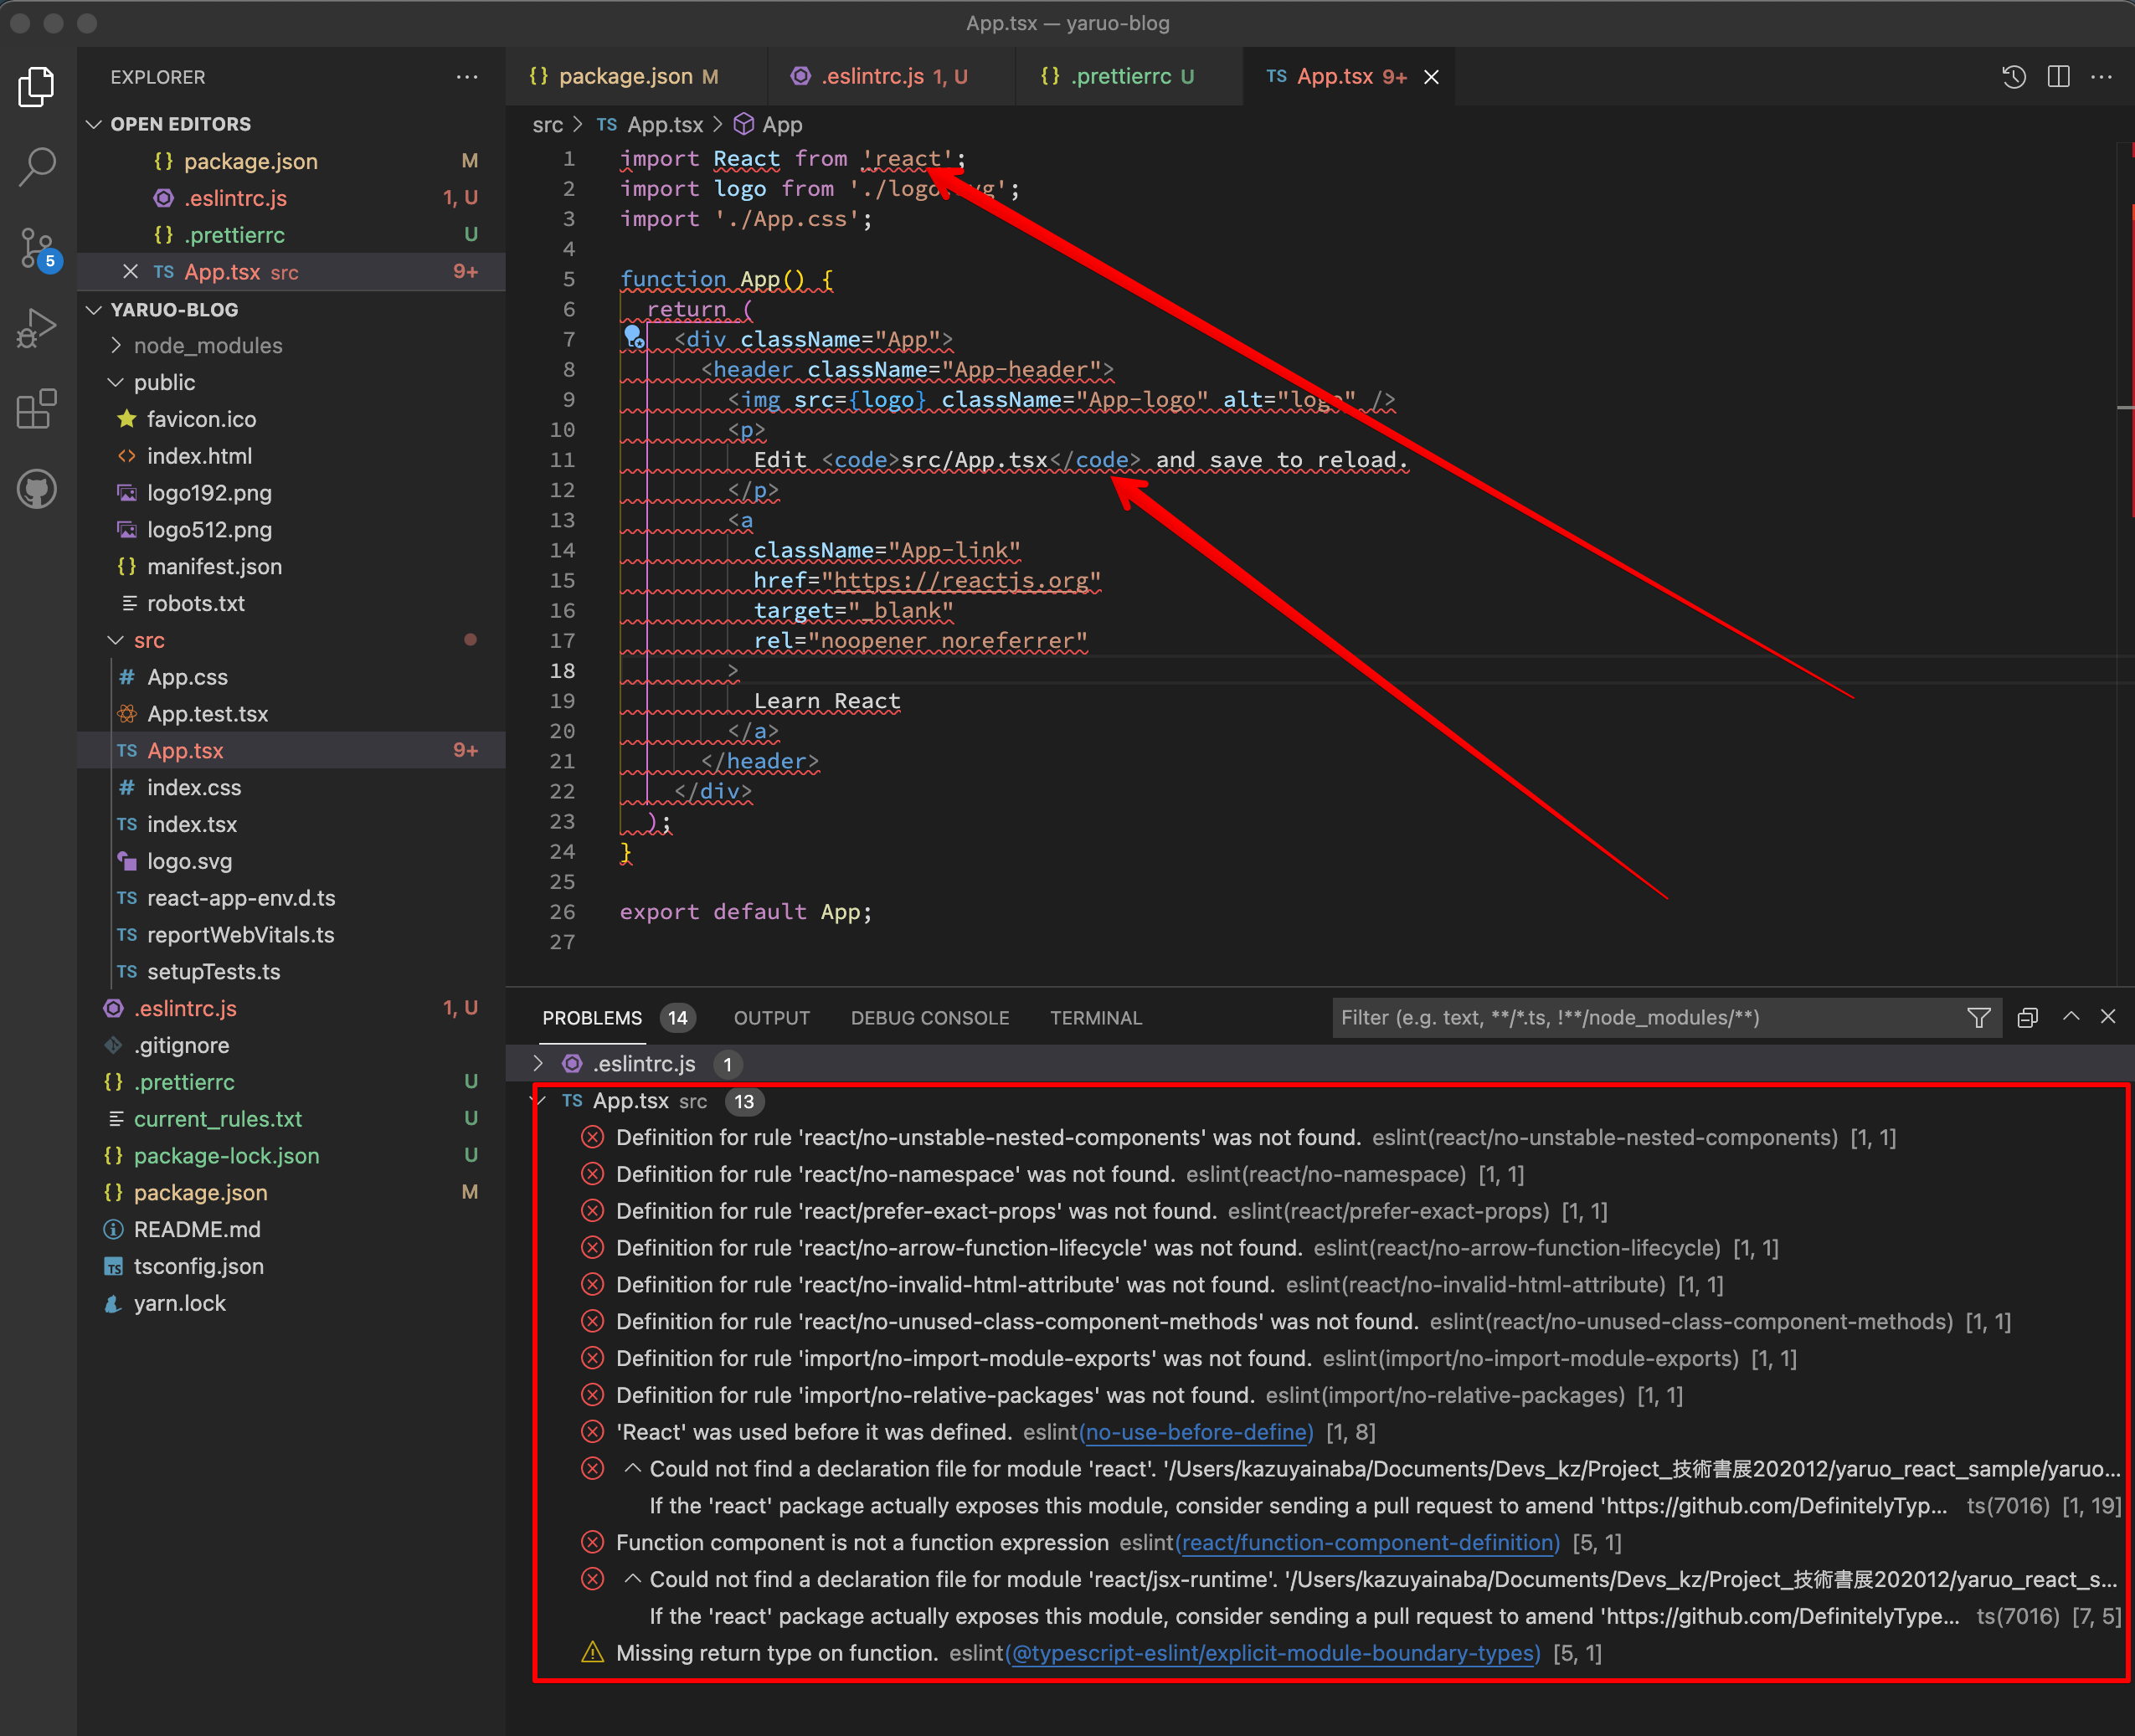 App.tsx — yaruo-blog
EXPLORER
package.json M
.eslintrc.js 1, U
.prettierrc U
TS App.tsx 9+
OPEN EDITORS
package.json M
.eslintrc.js 1, U
.prettierrc U
TS App.tsx src 9+
YARUO-BLOG
node_modules
public
favicon.ico
index.html
logo192.png
logo512.png
manifest.json
robots.txt
src
App.css
App.test.tsx
TS App.tsx 9+
index.css
TS index.tsx
logo.svg
TS react-app-env.d.ts
TS reportWebVitals.ts
TS setupTests.ts
.eslintrc.js 1, U
.gitignore
.prettierrc U
current_rules.txt U
package-lock.json U
package.json M
README.md
tsconfig.json
yarn.lock
5
src > TS App.tsx > App
1 import React from 'react';
2 import logo from './logo.svg';
3 import './App.css';
4
5 function App() {
6 return (
7 <div className="App">
8 <header className="App-header">
9 <img src={logo} className="App-logo" alt="logo" />
10 <p>
11 Edit <code>src/App.tsx</code> and save to reload.
12 </p>
13 <a
14 className="App-link"
15 href="https://reactjs.org"
16 target="_blank"
17 rel="noopener noreferrer"
18 >
19 Learn React
20 </a>
21 </header>
22 </div>
23 );
24 }
25
26 export default App;
27
PROBLEMS 14 OUTPUT DEBUG CONSOLE TERMINAL Filter (e.g. text, **/*.ts, !**/node_modules/**)
.eslintrc.js 1
TS App.tsx src 13
Definition for rule 'react/no-unstable-nested-components' was not found. eslint(react/no-unstable-nested-components) [1, 1]
Definition for rule 'react/no-namespace' was not found. eslint(react/no-namespace) [1, 1]
Definition for rule 'react/prefer-exact-props' was not found. eslint(react/prefer-exact-props) [1, 1]
Definition for rule 'react/no-arrow-function-lifecycle' was not found. eslint(react/no-arrow-function-lifecycle) [1, 1]
Definition for rule 'react/no-invalid-html-attribute' was not found. eslint(react/no-invalid-html-attribute) [1, 1]
Definition for rule 'react/no-unused-class-component-methods' was not found. eslint(react/no-unused-class-component-methods) [1, 1]
Definition for rule 'import/no-import-module-exports' was not found. eslint(import/no-import-module-exports) [1, 1]
Definition for rule 'import/no-relative-packages' was not found. eslint(import/no-relative-packages) [1, 1]
'React' was used before it was defined. eslint(no-use-before-define) [1, 8]
Could not find a declaration file for module 'react'. '/Users/kazuyainaba/Documents/Devs_kz/Project_技術書展202012/yaruo_react_sample/yaruo...
If the 'react' package actually exposes this module, consider sending a pull request to amend 'https://github.com/DefinitelyTyp... ts(7016) [1, 19]
Function component is not a function expression eslint(react/function-component-definition) [5, 1]
Could not find a declaration file for module 'react/jsx-runtime'. '/Users/kazuyainaba/Documents/Devs_kz/Project_技術書展202012/yaruo_react_s...
If the 'react' package actually exposes this module, consider sending a pull request to amend 'https://github.com/DefinitelyType... ts(7016) [7, 5]
Missing return type on function. eslint(@typescript-eslint/explicit-module-boundary-types) [5, 1]